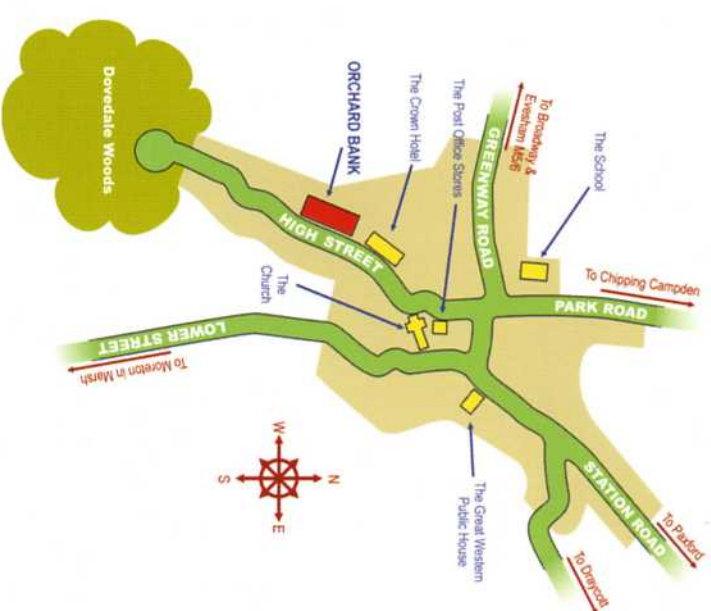 Dovedale Woods
ORCHARD BANK
The Crown Hotel
The Post Office Stores
To Broadway &
Evesham M5/6
GREENWAY ROAD
The School
To Chipping Campden
PARK ROAD
HIGH STREET
The
Church
LOWER STREET
To Moreton in Marsh
The Great Western
Public House
STATION ROAD
To Paxford
To Draycott
W
N
S
E